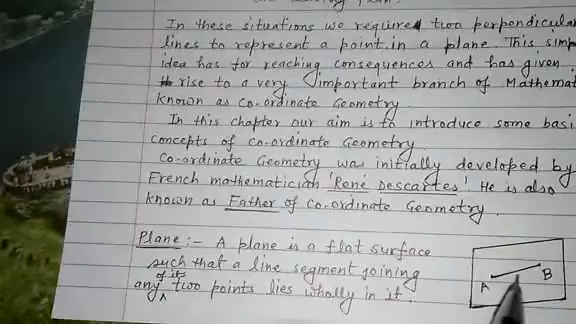 In these situations we require two perpendicular
lines to represent a point in a plane. This
idea has far reaching consequences and has given
rise to a very important branch of
Known as Co-ordinate Geometry.
In this chapter our aim is to introduce some
concepts of co-ordinate Geometry.
Co-ordinate Geometry was initially developed by
French mathematician 'René Descartes'. He is also
known as Father of co-ordinate Geometry.
Plane:- A plane is a flat surface
such that a line segment joining
any of its two points lies wholly in it.
A B